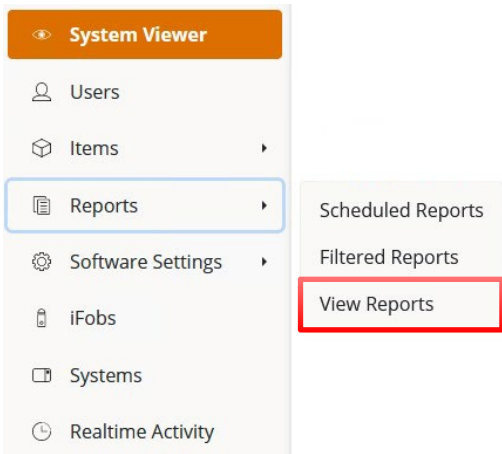 System Viewer
Users
Items
Reports
Software Settings
iFobs
Systems
Realtime Activity
Scheduled Reports
Filtered Reports
View Reports